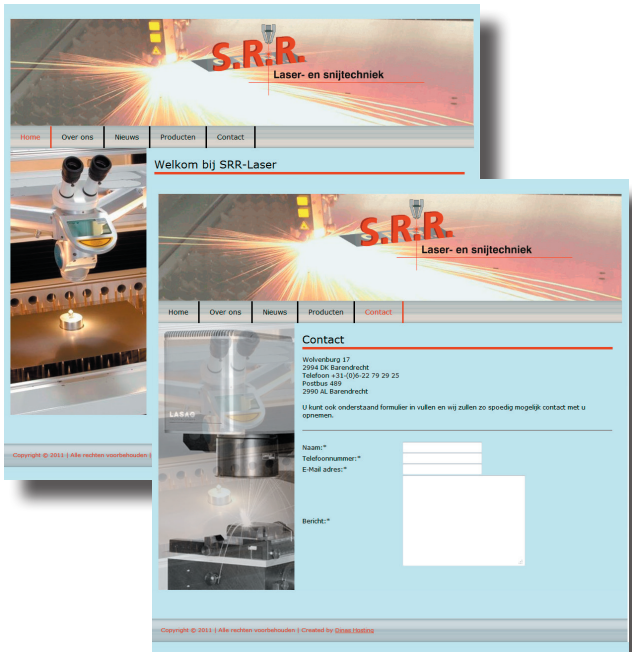 S.R.R.
Laser- en snijtechniek
Home Over ons Nieuws Producten Contact
Welkom bij SRR-Laser
Copyright © 2011 | Alle rechten voorbehouden |
S.R.R.
Laser- en snijtechniek
Home Over ons Nieuws Producten Contact
LASAG
Contact
Wolvenburg 17
2994 DK Barendrecht
Telefoon +31-(0)6-22 79 29 25
Postbus 489
2990 AL Barendrecht
U kunt ook onderstaand formulier in vullen en wij zullen zo spoedig mogelijk contact met u
opnemen.
Naam:*
Telefoonnummer:*
E-Mail adres:*
Bericht:*
Copyright © 2011 | Alle rechten voorbehouden | Created by Dinas Hosting